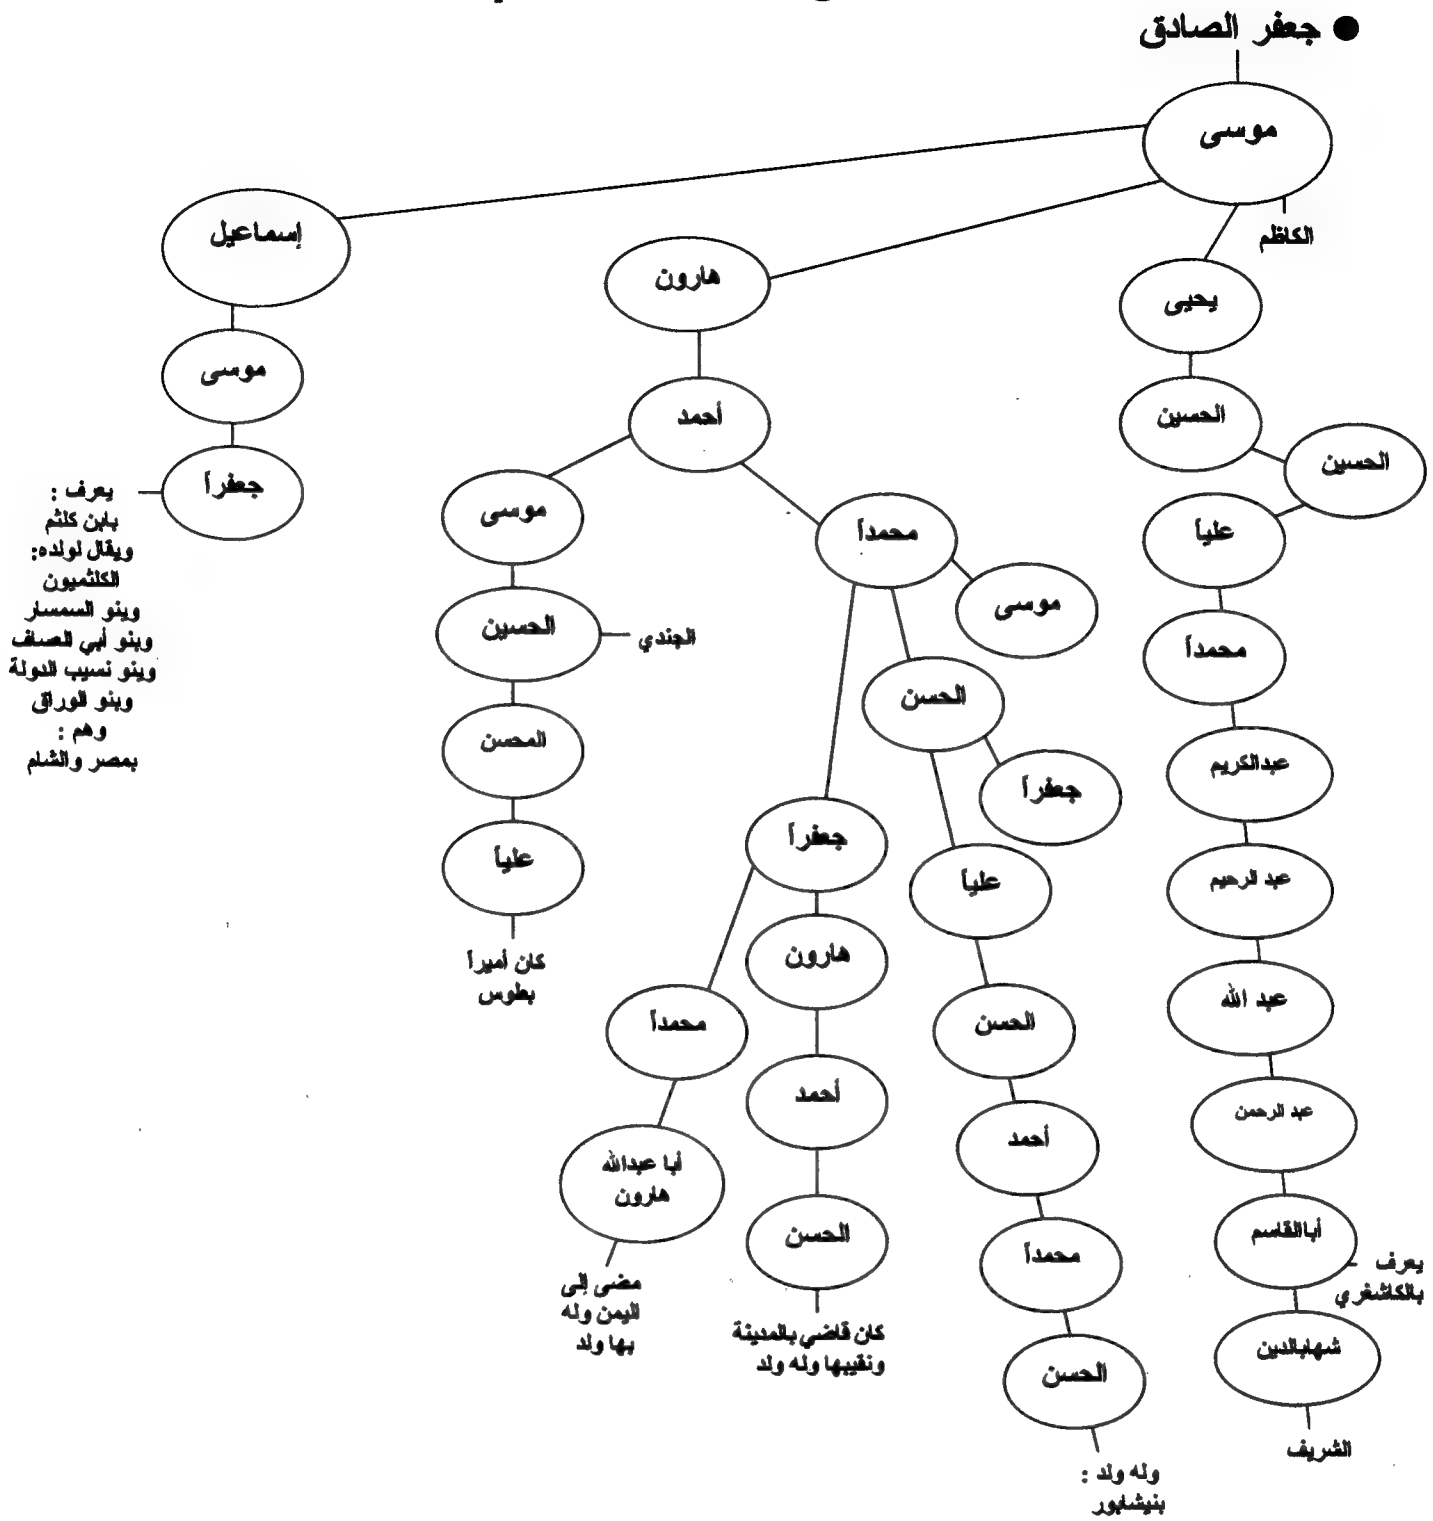 ● جعفر الصادق
موسى
الكاظم
إسماعيل
هارون
يحيى
موسى
أحمد
الحسين
الحسين
جعفراً
يعرف :
بابن كلثم
ويقال لولده:
الكلثميون
وبنو السمسار
وبنو أبي العساف
وبنو نسيب الدولة
وبنو الوراق
وهم :
بمصر والشام
موسى
محمداً
علياً
موسى
الحسين
الجندي
محمداً
الحسن
المحسن
عبدالكريم
جعفراً
جعفراً
علياً
علياً
عبد الرحيم
كان أميراً
بطوس
هارون
محمداً
الحسن
عبد الله
أحمد
أحمد
عبد الرحمن
أبا عبدالله
هارون
الحسن
محمداً
أباالقاسم
يعرف
بالكاشغري
مضى إلى
اليمن وله
بها ولد
كان قاضي بالمدينة
ونقيبها وله ولد
الحسن
شهابالدين
الشريف
وله ولد :
بنيشابور